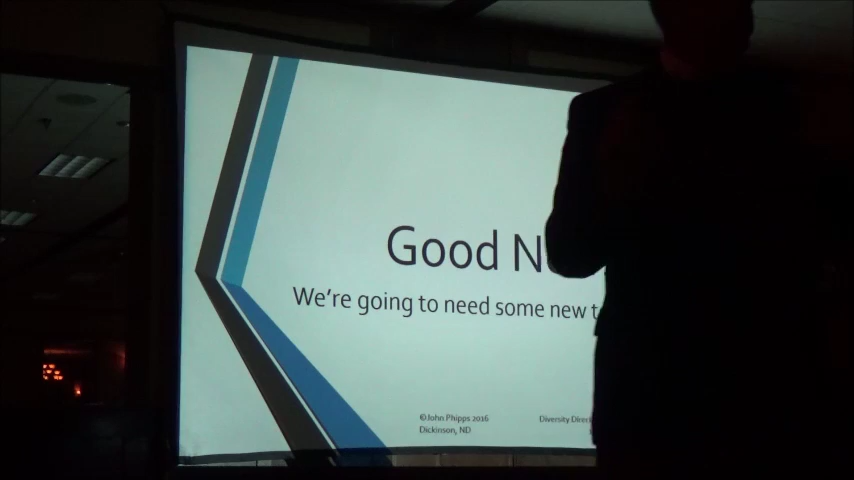 Good N
We're going to need some new t
©John Phipps 2016
Dickinson, ND
Diversity Direc